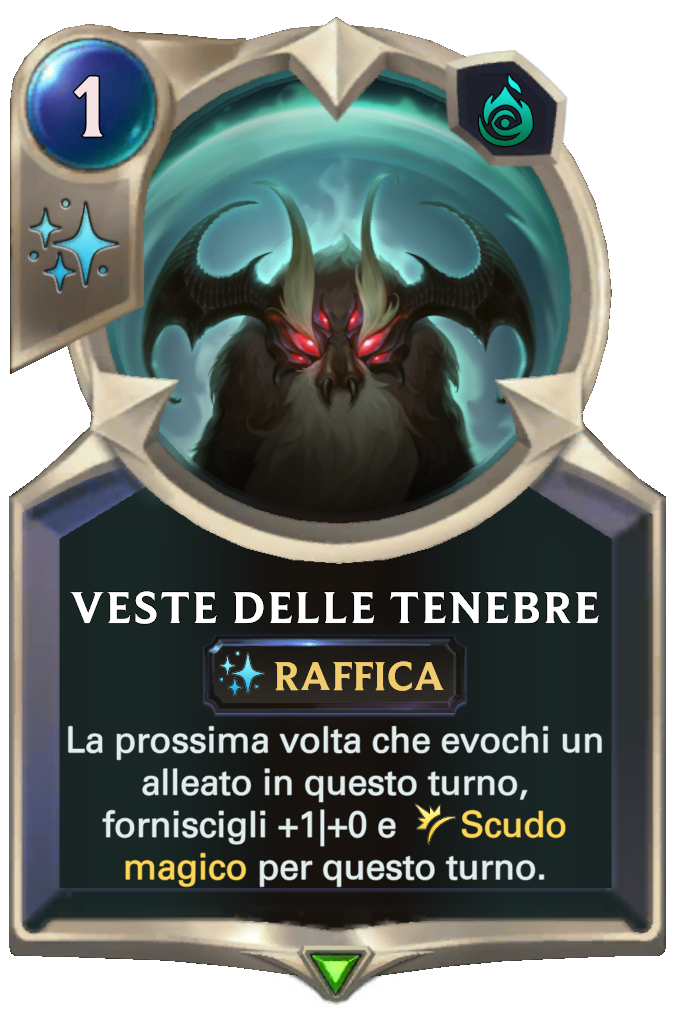 1
VESTE DELLE TENEBRE
RAFFICA
La prossima volta che evochi un
alleato in questo turno,
forniscigli +1|+0 e Scudo
magico per questo turno.